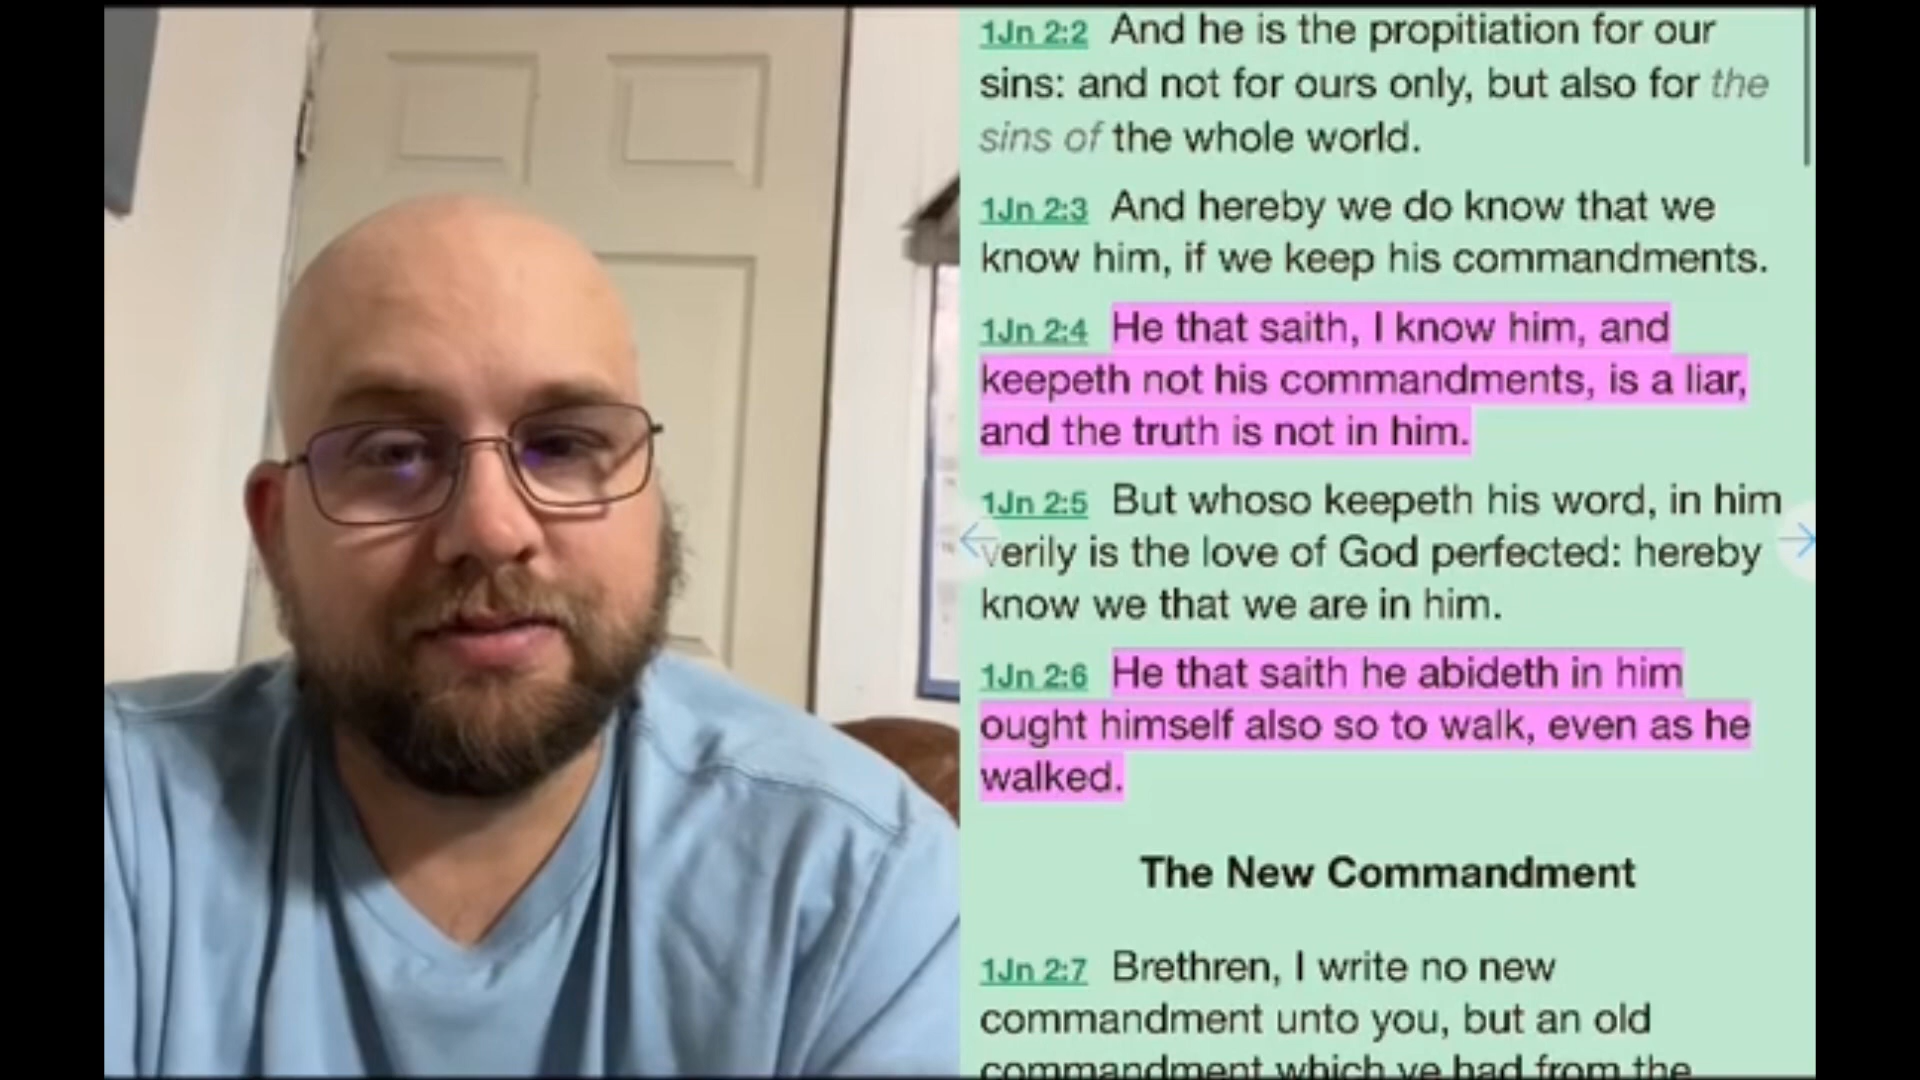 1Jn 2:2 And he is the propitiation for our
sins: and not for ours only, but also for the
sins of the whole world.
1Jn 2:3 And hereby we do know that we
know him, if we keep his commandments.
1Jn 2:4 He that saith, I know him, and
keepeth not his commandments, is a liar,
and the truth is not in him.
1Jn 2:5 But whoso keepeth his word, in him
verily is the love of God perfected: hereby
know we that we are in him.
1Jn 2:6 He that saith he abideth in him
ought himself also so to walk, even as he
walked.
The New Commandment
1Jn 2:7 Brethren, I write no new
commandment unto you, but an old
commandment which ye had from the